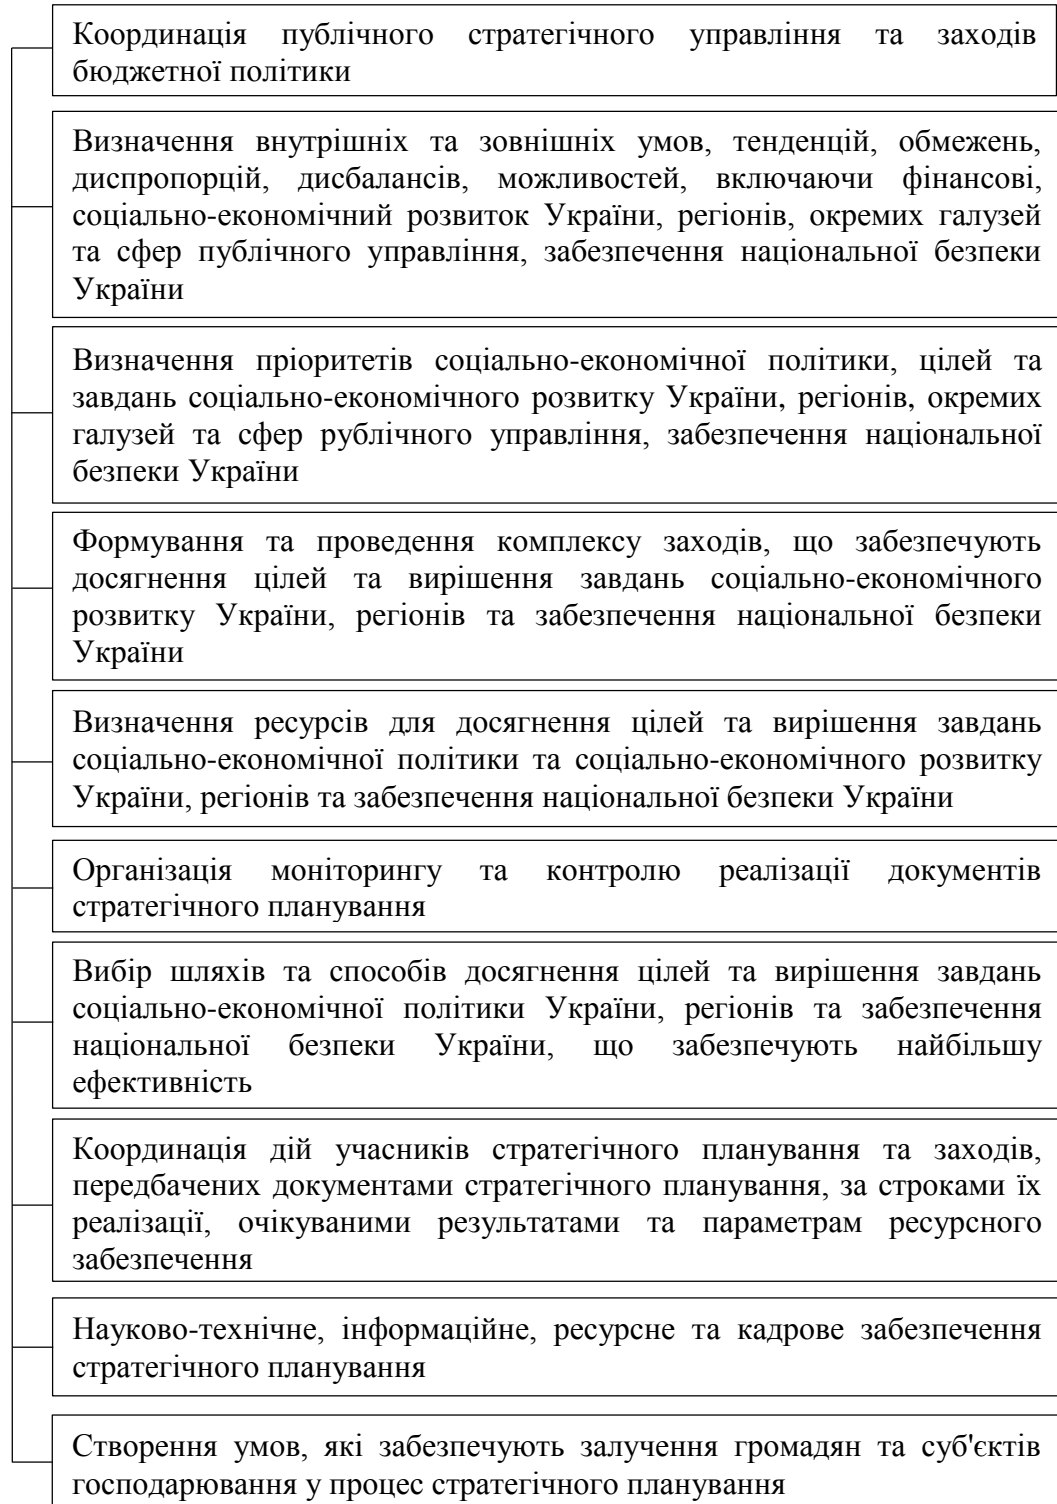 Координація публічного стратегічного управління та заходів
бюджетної політики
Визначення внутрішніх та зовнішніх умов, тенденцій, обмежень,
диспропорцій, дисбалансів, можливостей, включаючи фінансові,
соціально-економічний розвиток України, регіонів, окремих галузей
та сфер публічного управління, забезпечення національної безпеки
України
Визначення пріоритетів соціально-економічної політики, цілей та
завдань соціально-економічного розвитку України, регіонів, окремих
галузей та сфер рублічного управління, забезпечення національної
безпеки України
Формування та проведення комплексу заходів, що забезпечують
досягнення цілей та вирішення завдань соціально-економічного
розвитку України, регіонів та забезпечення національної безпеки
України
Визначення ресурсів для досягнення цілей та вирішення завдань
соціально-економічної політики та соціально-економічного розвитку
України, регіонів та забезпечення національної безпеки України
Організація моніторингу та контролю реалізації документів
стратегічного планування
Вибір шляхів та способів досягнення цілей та вирішення завдань
соціально-економічної політики України, регіонів та забезпечення
національної безпеки України, що забезпечують найбільшу
ефективність
Координація дій учасників стратегічного планування та заходів,
передбачених документами стратегічного планування, за строками їх
реалізації, очікуваними результатами та параметрам ресурсного
забезпечення
Науково-технічне, інформаційне, ресурсне та кадрове забезпечення
стратегічного планування
Створення умов, які забезпечують залучення громадян та суб'єктів
господарювання у процес стратегічного планування